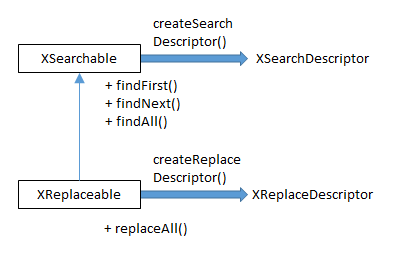 createSearch
Descriptor()
XSearchable
XSearchDescriptor
+ findFirst()
+ findNext()
+ findAll()
createReplace
Descriptor()
XReplaceable
XReplaceDescriptor
+ replaceAll()